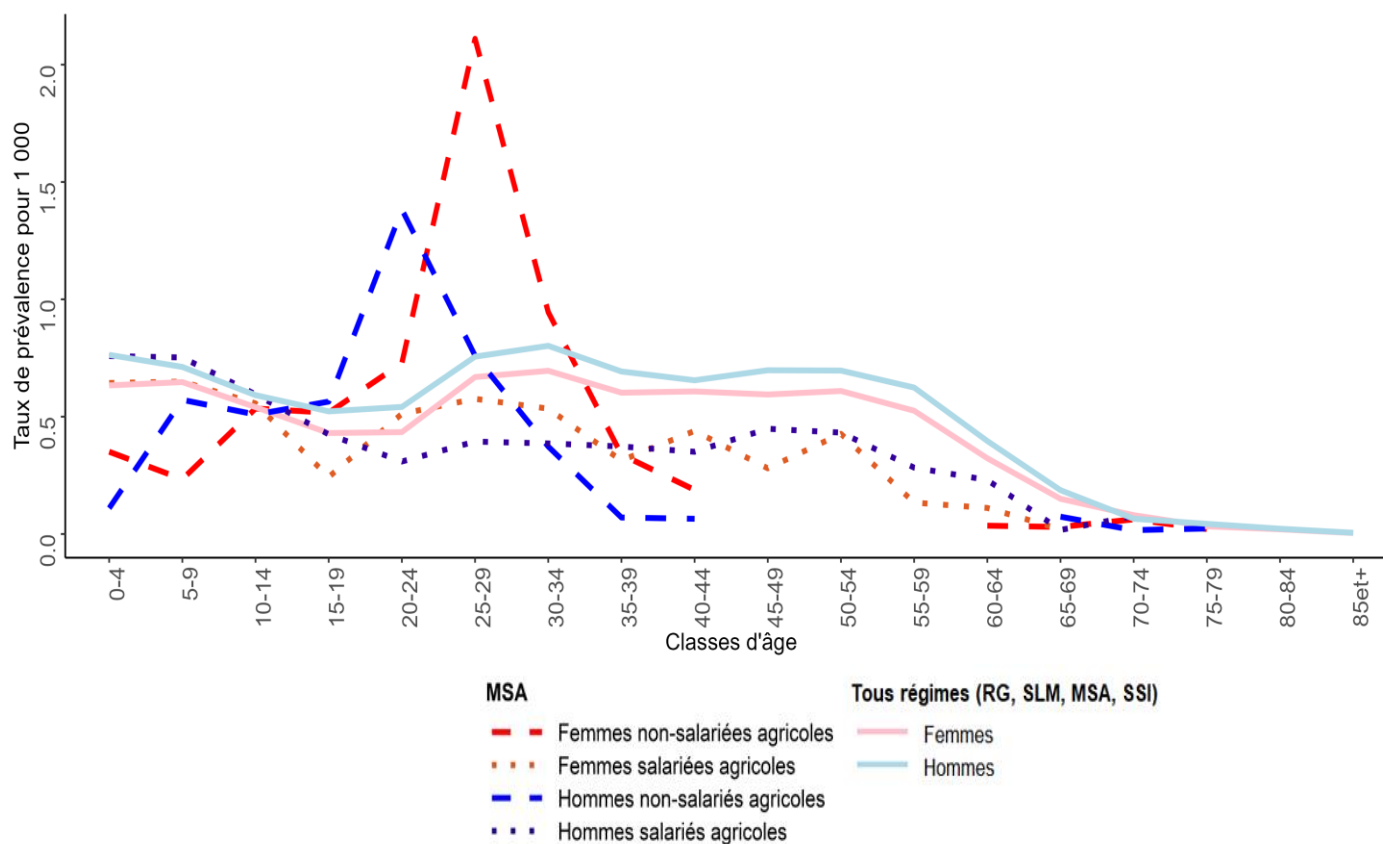 Taux de prévalence pour 1 000
2.0
1.5
1.0
0.5
0.0
0-4
5-9
10-14
15-19
20-24
25-29
30-34
35-39
40-44
45-49
50-54
55-59
60-64
65-69
70-74
75-79
80-84
85et+
Classes d'âge
MSA
Femmes non-salariées agricoles
Femmes salariées agricoles
Hommes non-salariés agricoles
Hommes salariés agricoles
Tous régimes (RG, SLM, MSA, SSI)
Femmes
Hommes